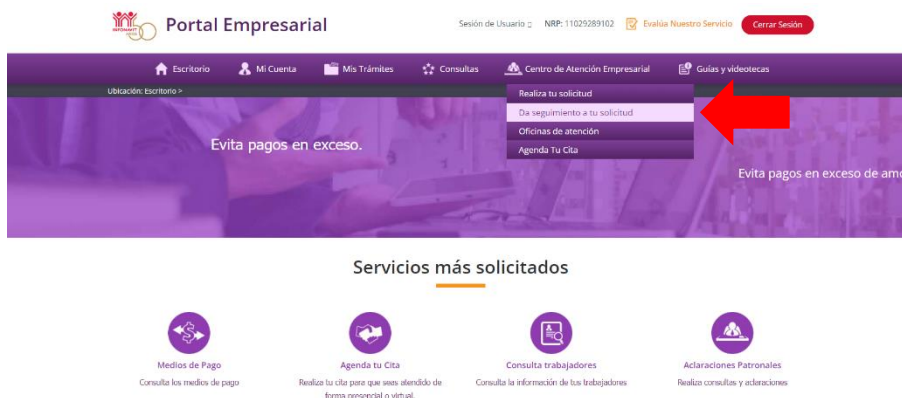 INFONAVIT
Portal Empresarial
Sesión de Usuario :: NRP: 11029289102 Evalúa Nuestro Servicio Cerrar Sesión
Escritorio Mi Cuenta Mis Trámites Consultas Centro de Atención Empresarial Guías y videotecas
Ubicación: Escritorio >
Realiza tu solicitud
Da seguimiento a tu solicitud
Oficinas de atención
Agenda Tu Cita
Evita pagos en exceso.
Evita pagos en exceso de amo
Servicios más solicitados
Medios de Pago
Consulta los medios de pago
Agenda tu Cita
Realiza tu cita para que seas atendido de
forma presencial o virtual
Consulta trabajadores
Consulta la información de tus trabajadores
Aclaraciones Patronales
Realiza consultas y aclaraciones